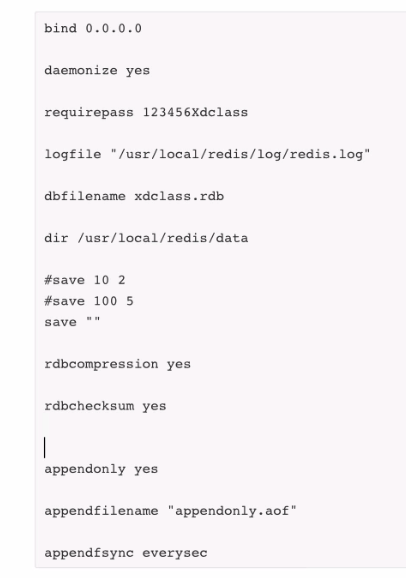 bind 0.0.0.0
daemonize yes
requirepass 123456Xdclass
logfile "/usr/local/redis/log/redis.log"
dbfilename xdclass.rdb
dir /usr/local/redis/data
#save 10 2
#save 100 5
save ""
rdbcompression yes
rdbchecksum yes
appendonly yes
appendfilename "appendonly.aof"
appendfsync everysec